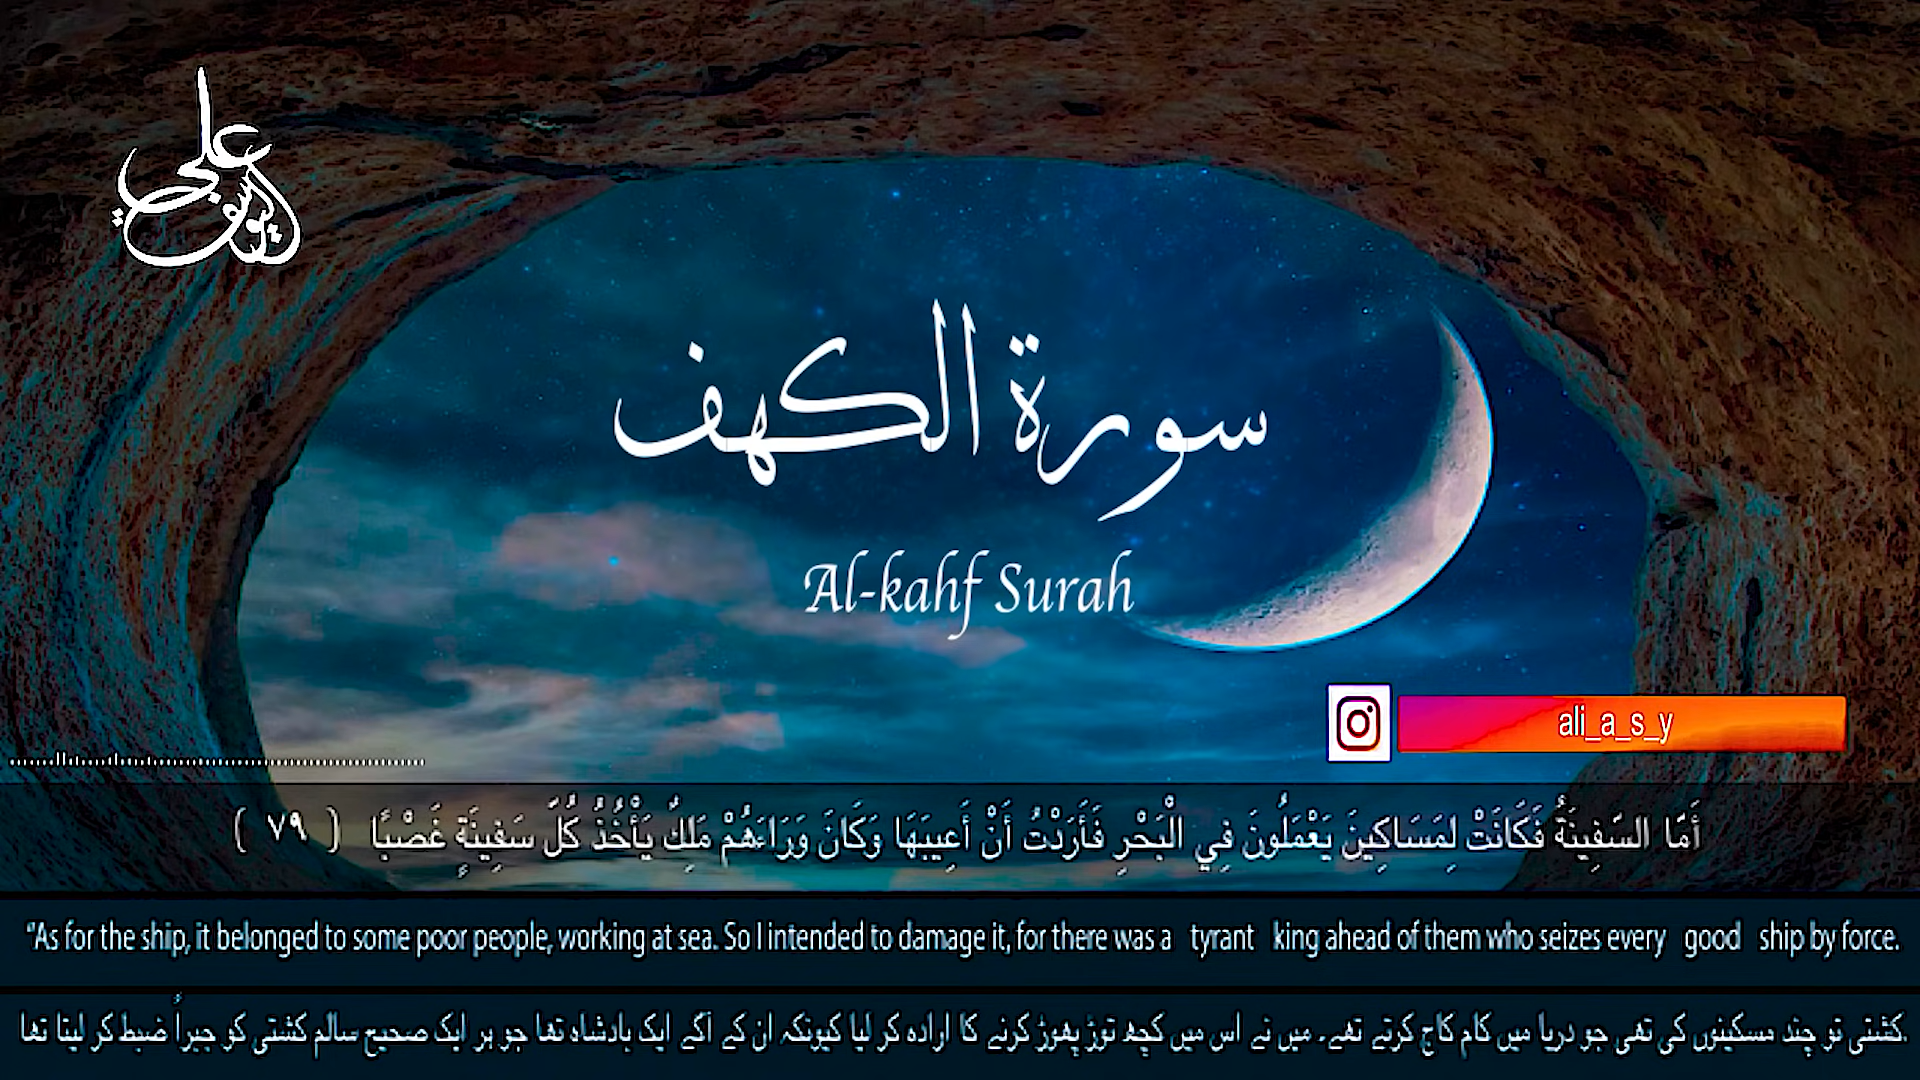 علي اليوسف
سورة الكهف
Al-kahf Surah
ali_a_s_y
أَمَّا السَّفِينَةُ فَكَانَتْ لِمَسَاكِينَ يَعْمَلُونَ فِي الْبَحْرِ فَأَرَدْتُ أَنْ أَعِيبَهَا وَكَانَ وَرَاءَهُمْ مَلِكٌ يَأْخُذُ كُلَّ سَفِينَةٍ غَصْبًا ( ٧٩ )
“As for the ship, it belonged to some poor people, working at sea. So I intended to damage it, for there was a tyrant king ahead of them who seizes every good ship by force.
کشتی تو چند مسکینوں کی تھی جو دریا میں کام کاج کرتے تھے۔ میں نے اس میں کچھ توڑ پھوڑ کرنے کا ارادہ کر لیا کیونکہ ان کے آگے ایک بادشاه تھا جو ہر ایک صحیح سالم کشتی کو جبراً ضبط کر لیتا تھا.